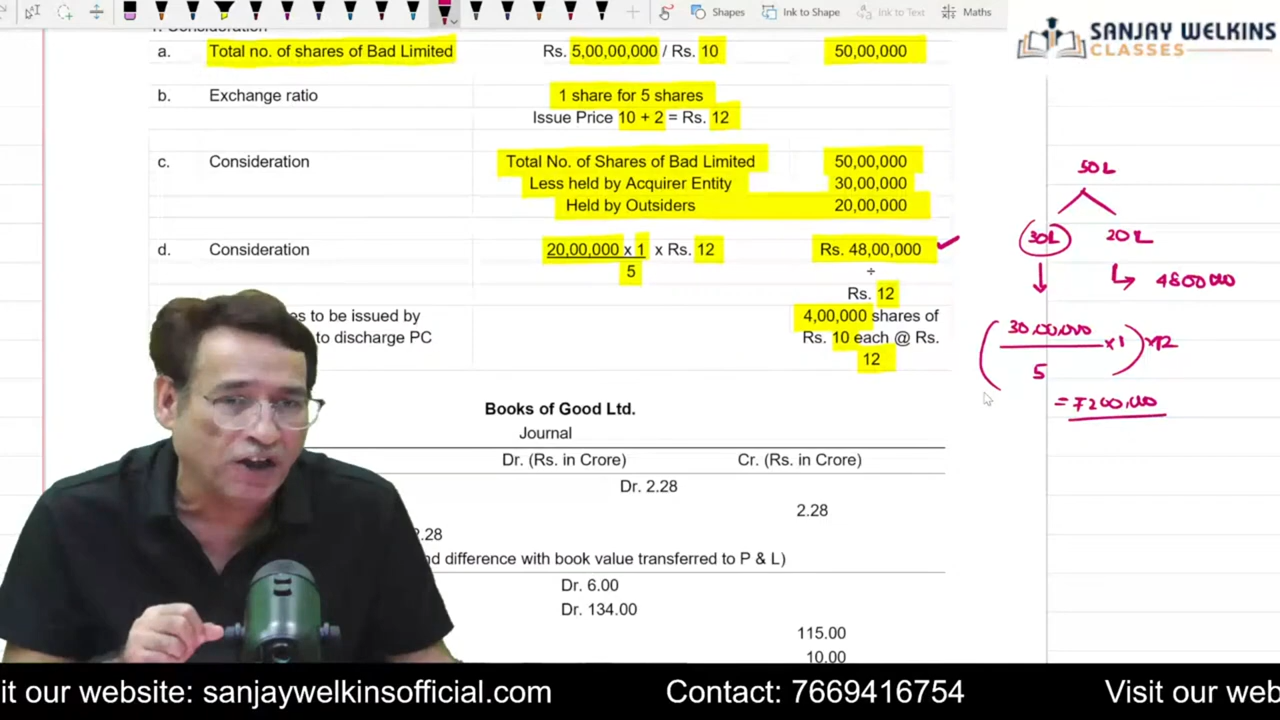 Shapes
Ink to Shape
Ink to Text
Maths
SANJAY WELKINS
CLASSES
a. Total no. of shares of Bad Limited Rs. 5,00,00,000 / Rs. 10 50,00,000
b. Exchange ratio 1 share for 5 shares
Issue Price 10 + 2 = Rs. 12
c. Consideration Total No. of Shares of Bad Limited 50,00,000
Less held by Acquirer Entity 30,00,000
Held by Outsiders 20,00,000
d. Consideration 20,00,000 x 1 x Rs. 12 Rs. 48,00,000
5 ÷
Rs. 12
es to be issued by 4,00,000 shares of
to discharge PC Rs. 10 each @ Rs.
12
50L
30L 20L
4800000
(30,00,000 x1) x12
5
= 7200,000
Books of Good Ltd.
Journal
Dr. (Rs. in Crore) Cr. (Rs. in Crore)
Dr. 2.28
2.28
2.28
nd difference with book value transferred to P & L)
Dr. 6.00
Dr. 134.00
115.00
10.00
it our website: sanjaywelkinsofficial.com Contact: 7669416754 Visit our web